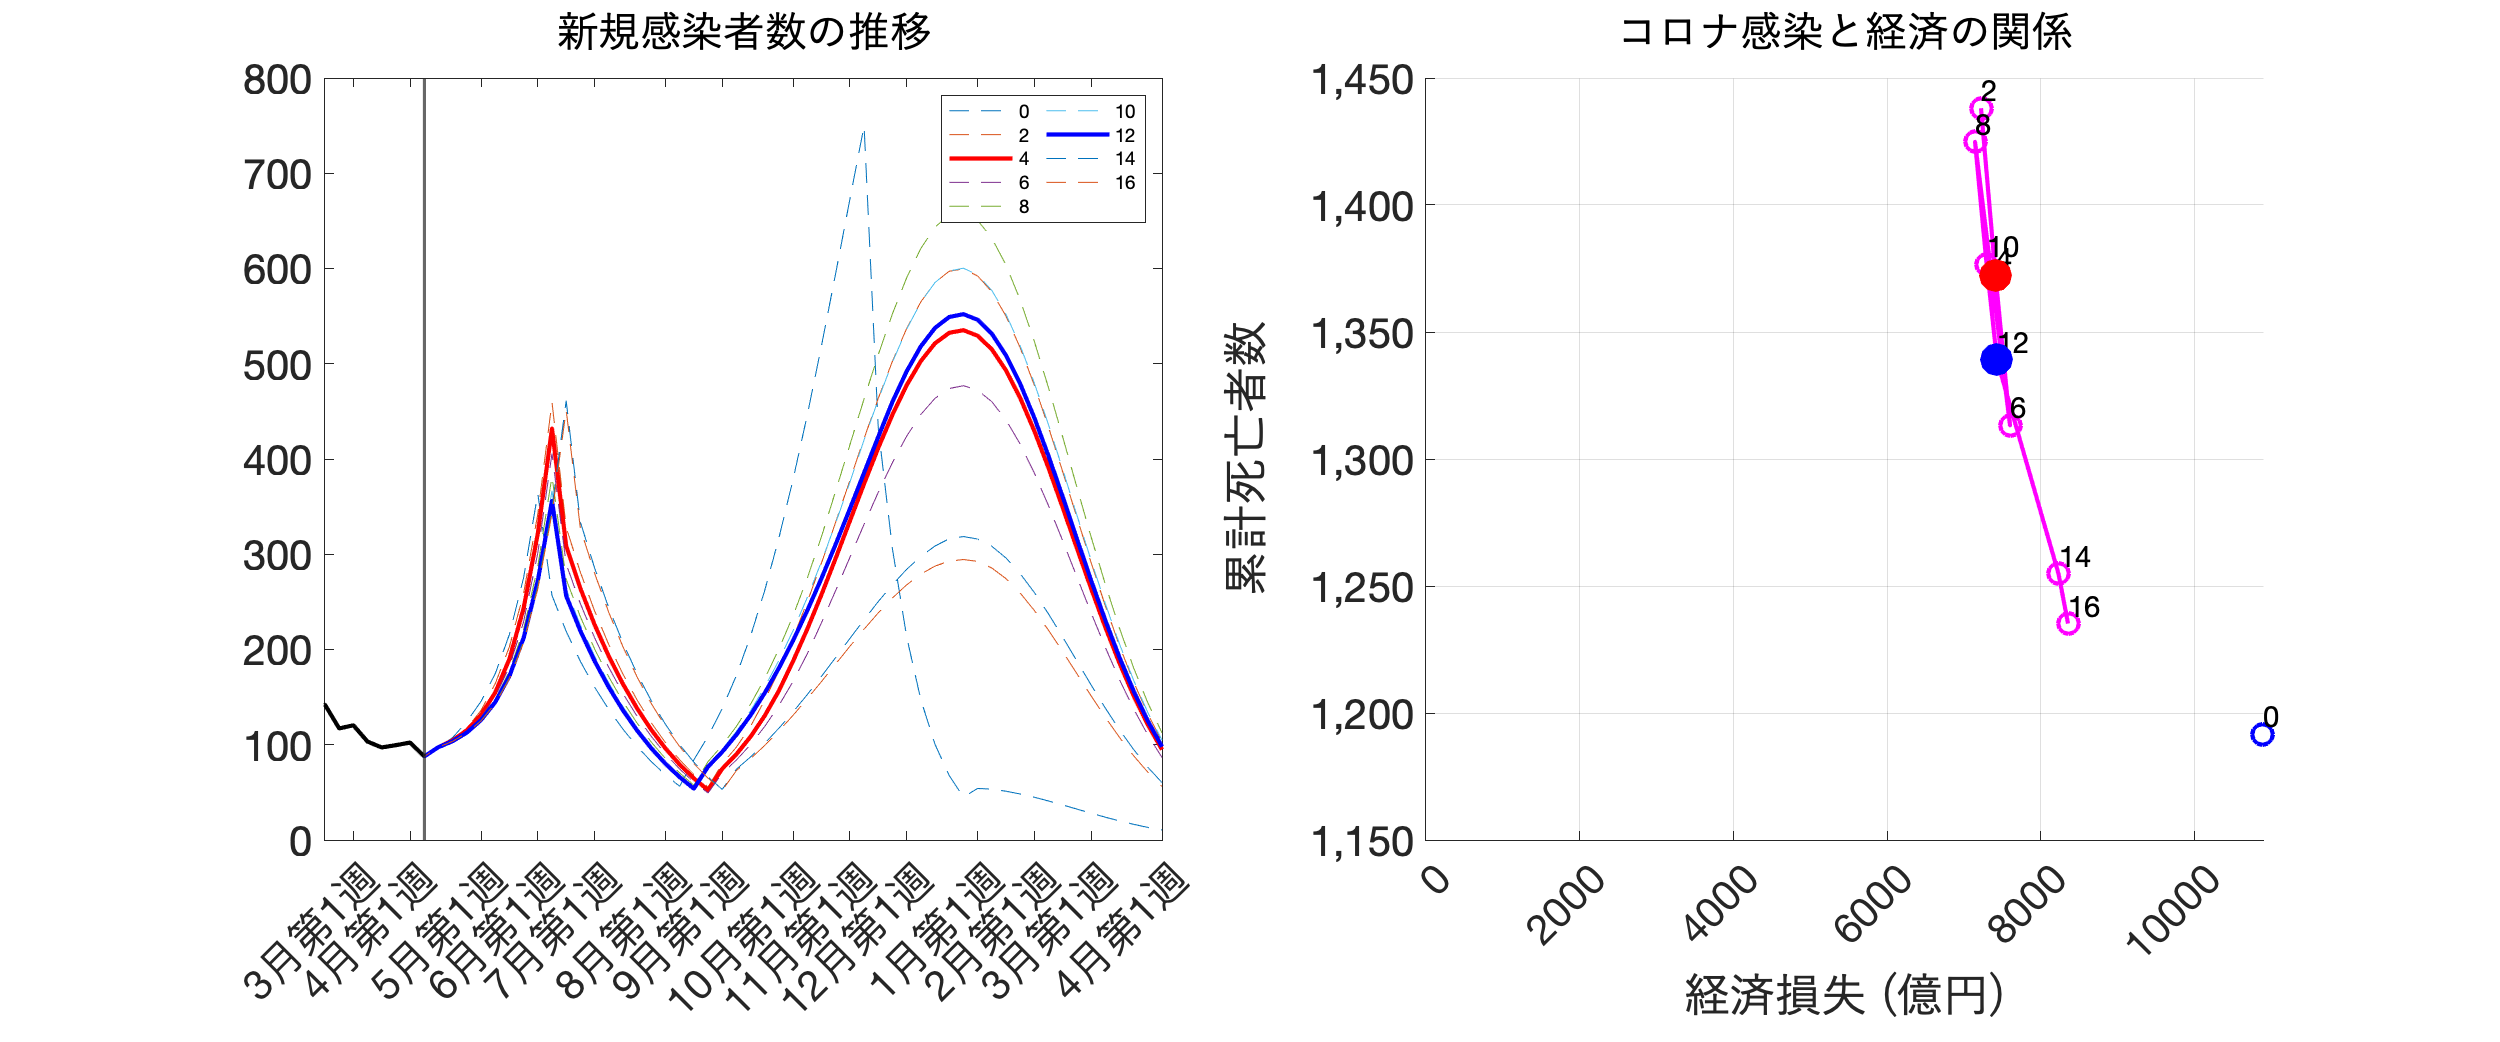 新規感染者数の推移
800
700
600
500
400
300
200
100
0
0
2
4
6
8
10
12
14
16
3月第1週
4月第1週
5月第1週
6月第1週
7月第1週
8月第1週
9月第1週
10月第1週
11月第1週
12月第1週
1月第1週
2月第1週
3月第1週
4月第1週
コロナ感染と経済の関係
累計死亡者数
1,450
1,400
1,350
1,300
1,250
1,200
1,150
2
8
10
4
12
6
14
16
0
0
2000
4000
6000
8000
10000
経済損失（億円）